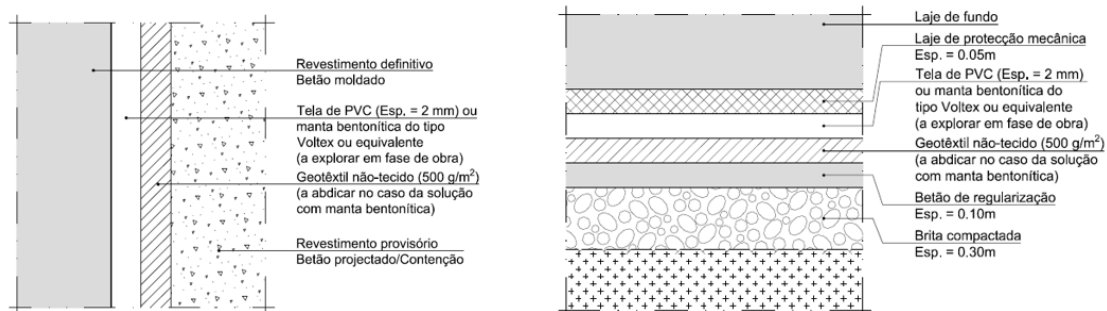 Revestimento definitivo
Betão moldado
Tela de PVC (Esp. = 2 mm) ou
manta bentonítica do tipo
Voltex ou equivalente
(a explorar em fase de obra)
Geotêxtil não-tecido (500 g/m²)
(a abdicar no caso da solução
com manta bentonítica)
Revestimento provisório
Betão projectado/Contenção
Laje de fundo
Laje de protecção mecânica
Esp. = 0.05m
Tela de PVC (Esp. = 2 mm)
ou manta bentonítica do
tipo Voltex ou equivalente
(a explorar em fase de obra)
Geotêxtil não-tecido (500 g/m²)
(a abdicar no caso da solução
com manta bentonítica)
Betão de regularização
Esp. = 0.10m
Brita compactada
Esp. = 0.30m